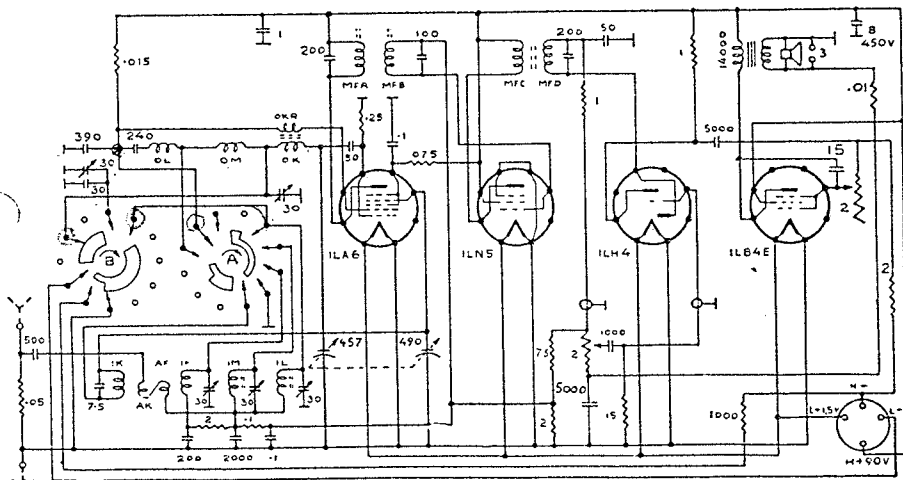 .1
8
450V
200
100
200
50
1
14000
3
.01
.015
MFA
MFB
MFC
MFD
1
OKA
.25
.1
390
240
OL
OM
OK
50
.075
5000
15
30
30
30
2
B
A
1LA6
1LN5
1LH4
1LB4E
2
457
490
1000
500
1K
AF
1F
1M
1L
.75
2
5000
.05
7.5
AK
30
30
30
2
.1
2
15
1000
H-
L+1,5v
L-
H+90V
200
2000
.1